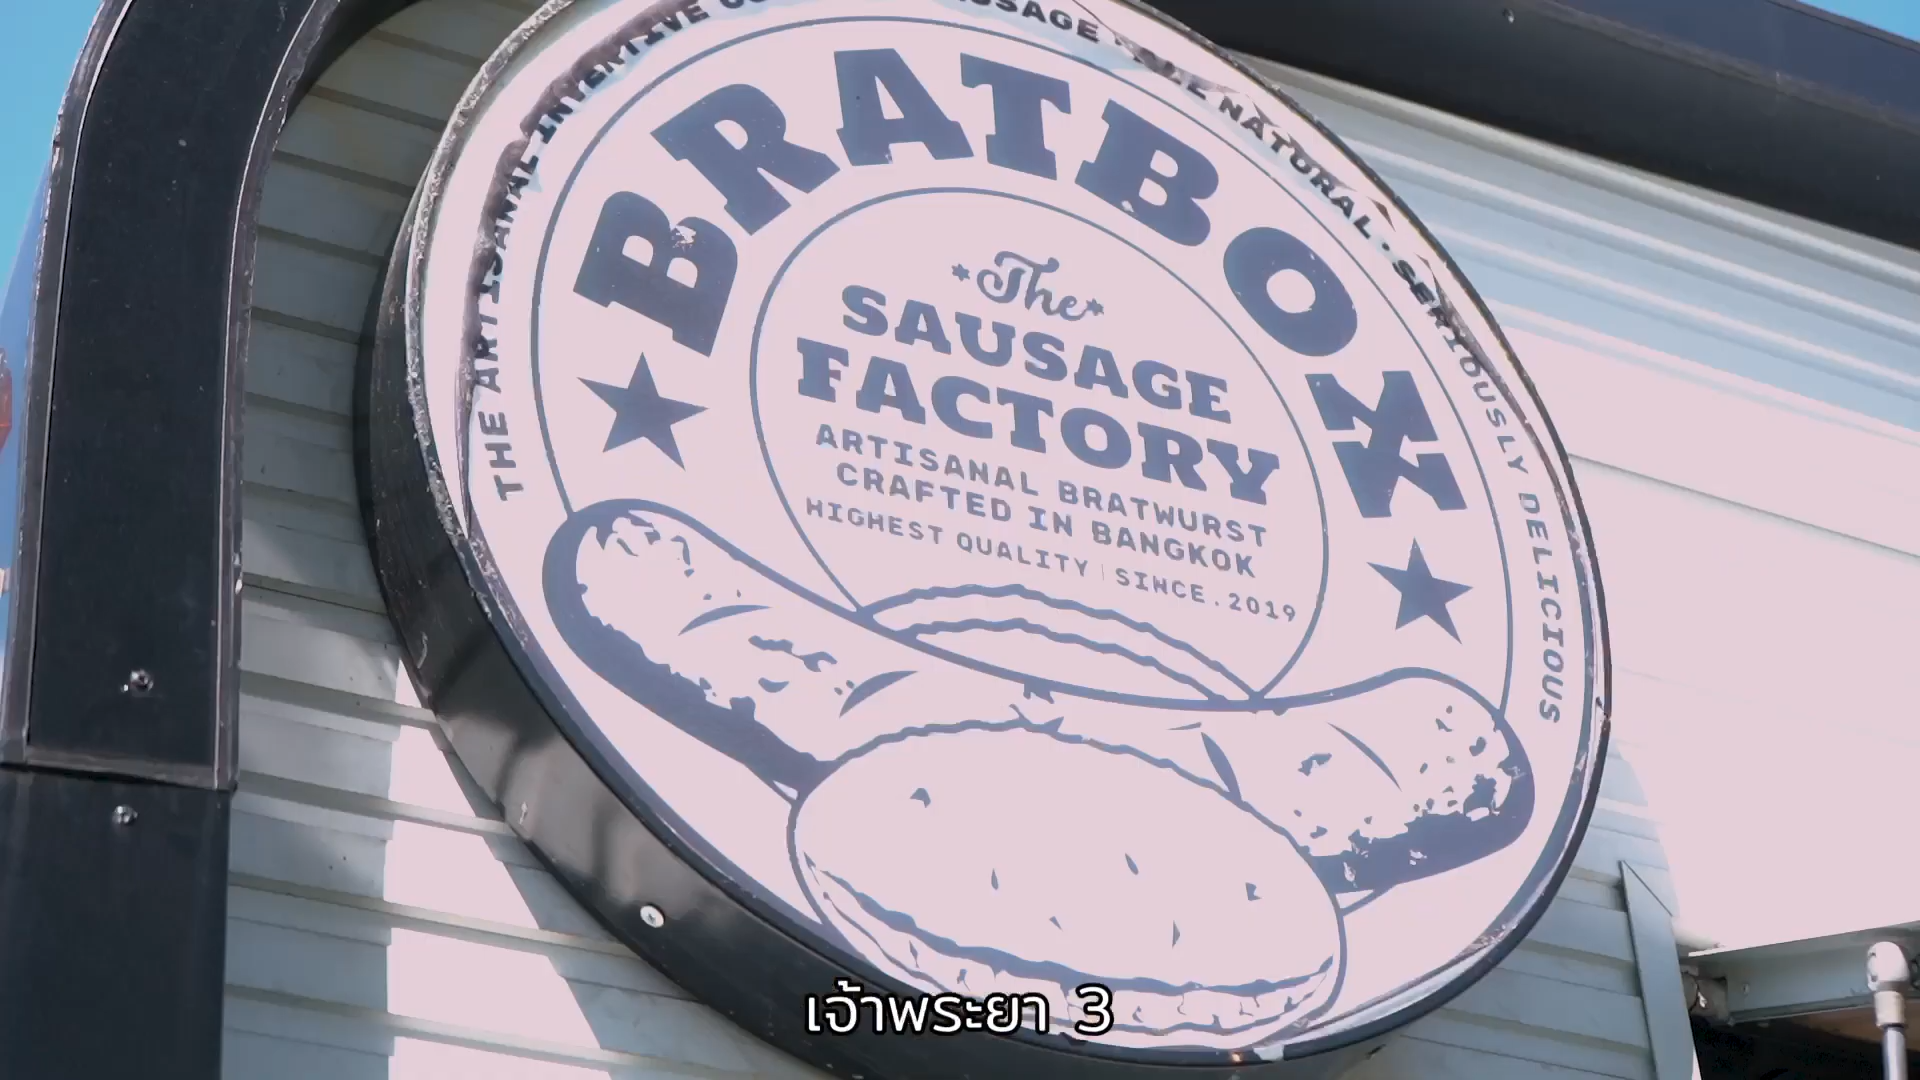 THE ARTISANAL INVENTIVE
SAUSAGE • NATURAL • SERIOUSLY DELICIOUS
BRATBOX
The
SAUSAGE
FACTORY
ARTISANAL BRATWURST
CRAFTED IN BANGKOK
HIGHEST QUALITY | SINCE.2019
เจ้าพระยา 3